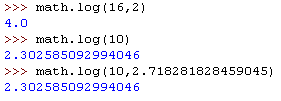 >>> math.log(16,2)
4.0
>>> math.log(10)
2.302585092994046
>>> math.log(10,2.718281828459045)
2.302585092994046